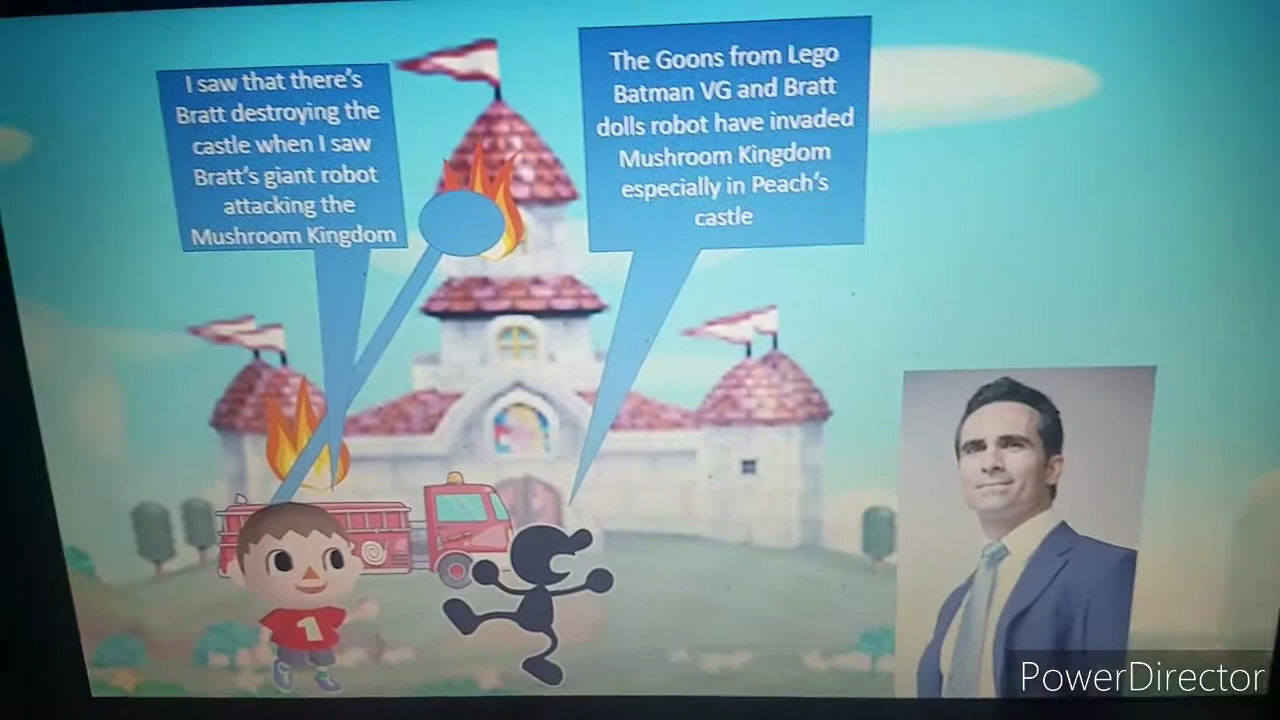 I saw that there's
Bratt destroying the
castle when I saw
Bratt's giant robot
attacking the
Mushroom Kingdom
The Goons from Lego
Batman VG and Bratt
dolls robot have invaded
Mushroom Kingdom
especially in Peach's
castle
1
PowerDirector